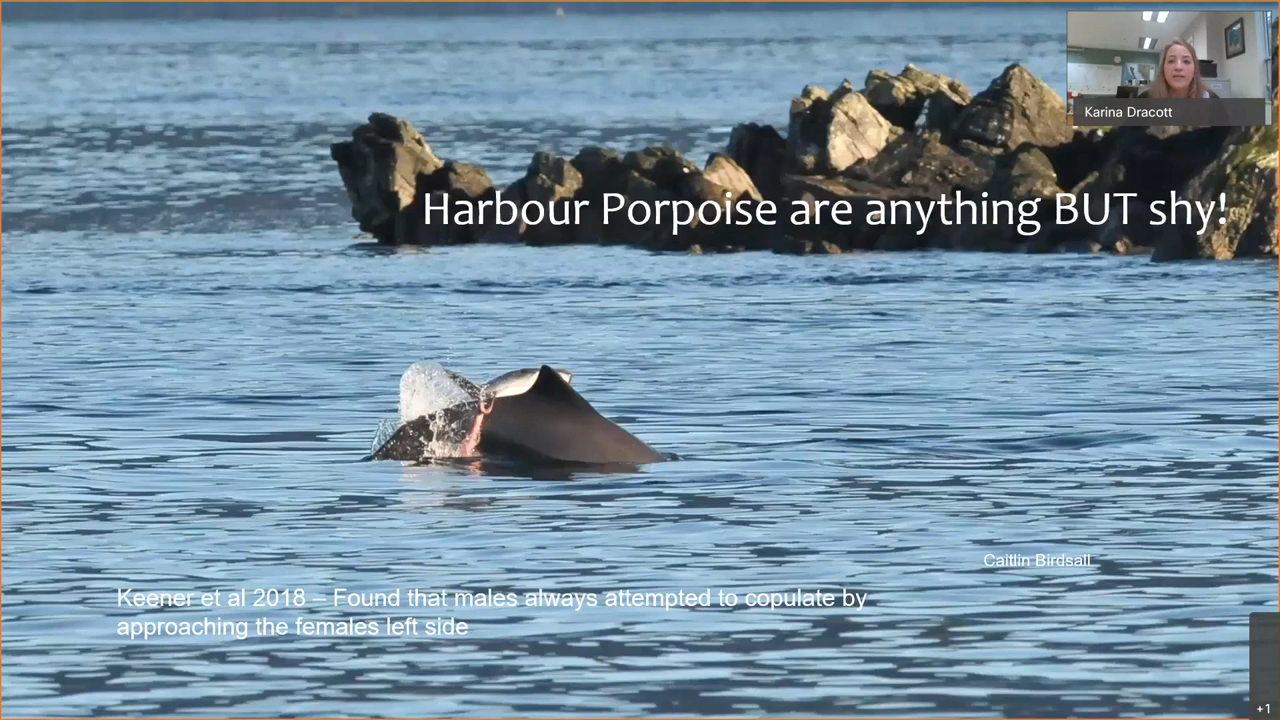 Karina Dracott
Harbour Porpoise are anything BUT shy!
Caitlin Birdsall
Keener et al 2018 – Found that males always attempted to copulate by
approaching the females left side
+1